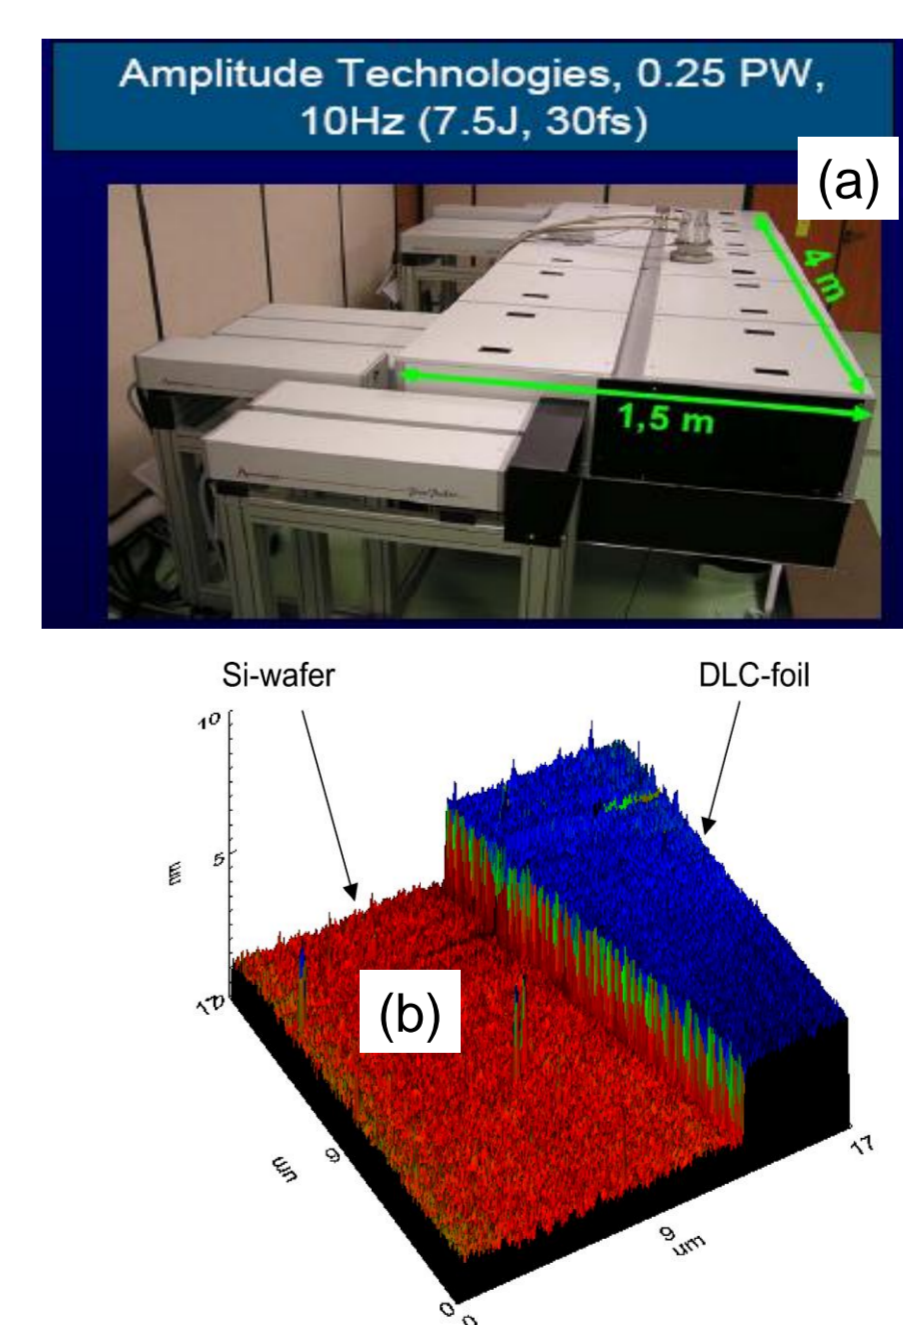 Amplitude Technologies, 0.25 PW,
10Hz (7.5J, 30fs)
(a)
4 m
1,5 m
Si-wafer
DLC-foil
10
5
nm
0
17
(b)
9
um
0
0
9
um
17